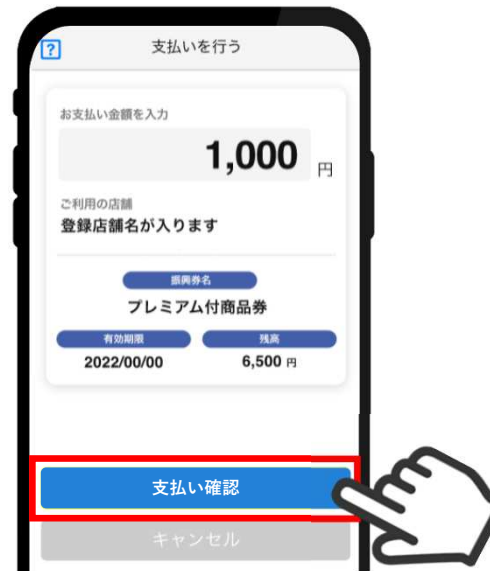 ?
支払いを行う
お支払い金額を入力
1,000 円
ご利用の店舗
登録店舗名が入ります
振興券名
プレミアム付商品券
有効期限 残高
2022/00/00 6,500 円
支払い確認
キャンセル